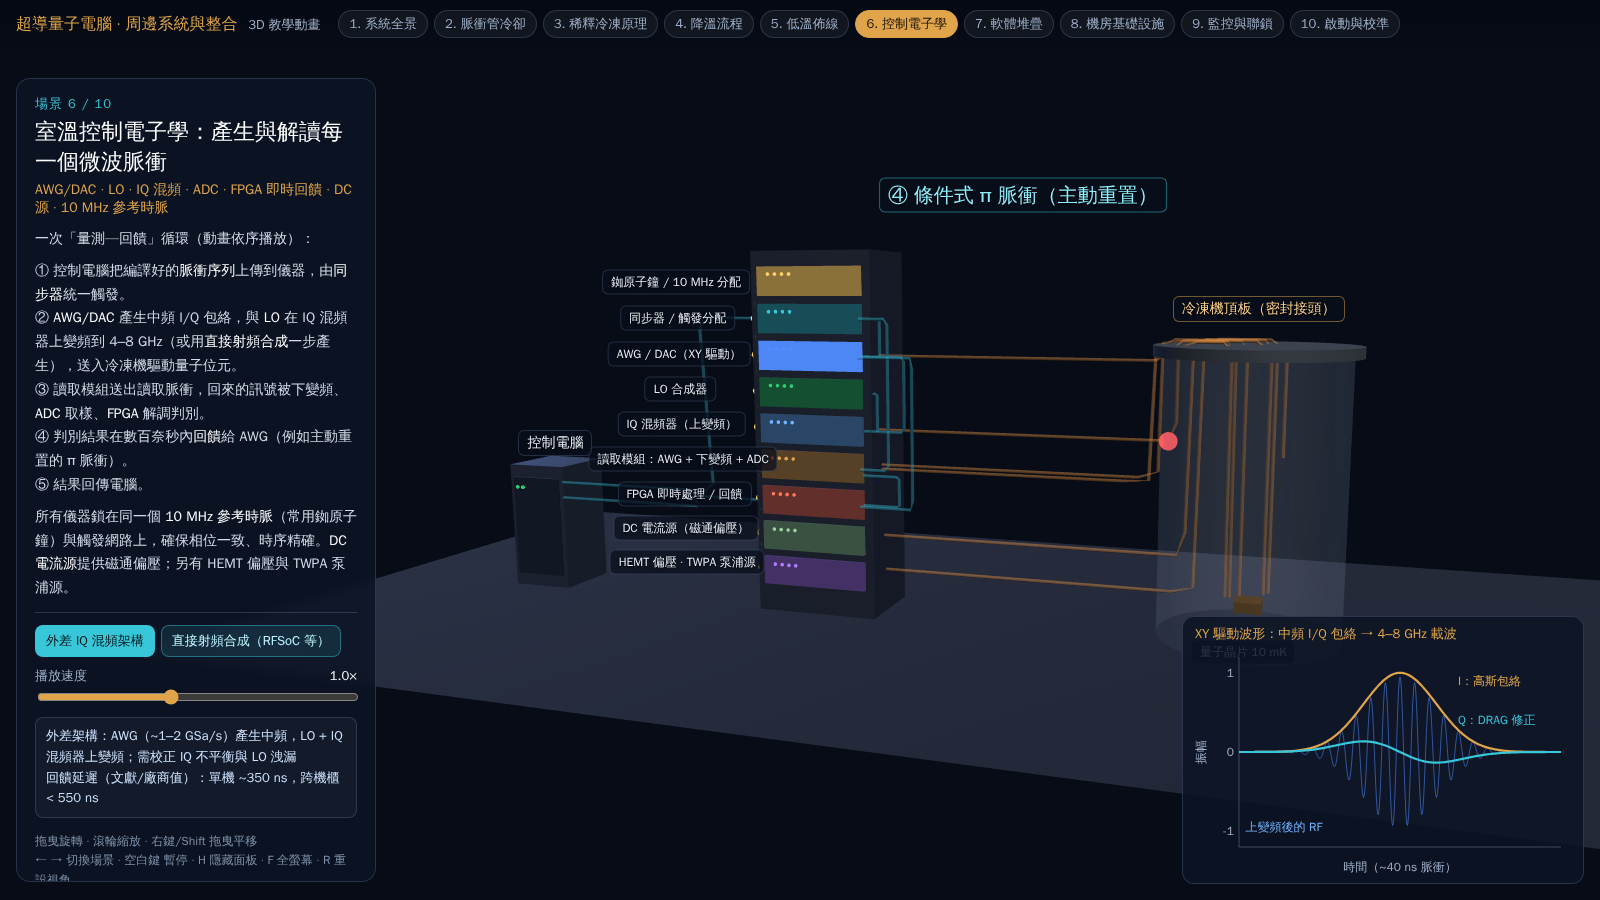 超導量子電腦 · 周邊系統與整合 3D 教學動畫
1. 系統全景
2. 脈衝管冷卻
3. 稀釋冷凍原理
4. 降溫流程
5. 低溫佈線
6. 控制電子學
7. 軟體堆疊
8. 機房基礎設施
9. 監控與聯鎖
10. 啟動與校準
場景 6 / 10
室溫控制電子學：產生與解讀每
一個微波脈衝
AWG/DAC · LO · IQ 混頻 · ADC · FPGA 即時回饋 · DC
源 · 10 MHz 參考時脈
一次「量測—回饋」循環（動畫依序播放）：
① 控制電腦把編譯好的脈衝序列上傳到儀器，由同
步器統一觸發。
② AWG/DAC 產生中頻 I/Q 包絡，與 LO 在 IQ 混頻
器上變頻到 4–8 GHz（或用直接射頻合成一步產
生），送入冷凍機驅動量子位元。
③ 讀取模組送出讀取脈衝，回來的訊號被下變頻、
ADC 取樣、FPGA 解調判別。
④ 判別結果在數百奈秒內回饋給 AWG（例如主動重
置的 π 脈衝）。
⑤ 結果回傳電腦。
所有儀器鎖在同一個 10 MHz 參考時脈（常用銣原子
鐘）與觸發網路上，確保相位一致、時序精確。DC
電流源提供磁通偏壓；另有 HEMT 偏壓與 TWPA 泵
浦源。
外差 IQ 混頻架構
直接射頻合成（RFSoC 等）
播放速度 1.0×
外差架構：AWG（~1–2 GSa/s）產生中頻，LO + IQ
混頻器上變頻；需校正 IQ 不平衡與 LO 洩漏
回饋延遲（文獻/廠商值）：單機 ~350 ns，跨機櫃
< 550 ns
拖曳旋轉 · 滾輪縮放 · 右鍵/Shift 拖曳平移
← → 切換場景 · 空白鍵 暫停 · H 隱藏面板 · F 全螢幕 · R 重
設視角
④ 條件式 π 脈衝（主動重置）
銣原子鐘 / 10 MHz 分配
同步器 / 觸發分配
AWG / DAC（XY 驅動）
LO 合成器
IQ 混頻器（上變頻）
控制電腦
讀取模組：AWG + 下變頻 + ADC
FPGA 即時處理 / 回饋
DC 電流源（磁通偏壓）
HEMT 偏壓 · TWPA 泵浦源
冷凍機頂板（密封接頭）
XY 驅動波形：中頻 I/Q 包絡 → 4–8 GHz 載波
量子晶片 10 mK
1
I：高斯包絡
Q：DRAG 修正
0
振幅
-1
上變頻後的 RF
時間（~40 ns 脈衝）